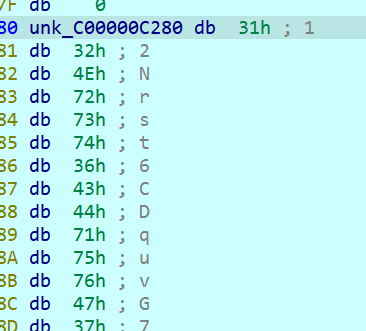 7F db 0
80 unk_C00000C280 db 31h ; 1
81 db 32h ; 2
82 db 4Eh ; N
83 db 72h ; r
84 db 73h ; s
85 db 74h ; t
86 db 36h ; 6
87 db 43h ; C
88 db 44h ; D
89 db 71h ; q
8A db 75h ; u
8B db 76h ; v
8C db 47h ; G
8D db 37h ; 7